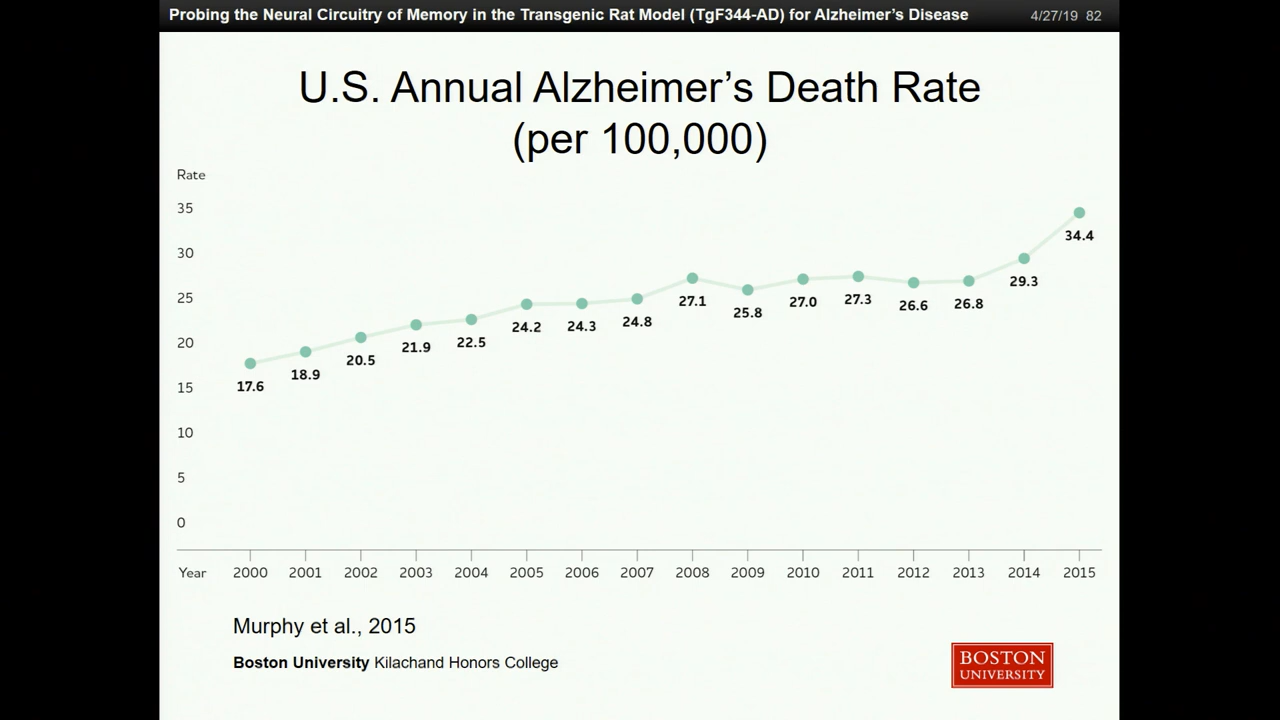 Probing the Neural Circuitry of Memory in the Transgenic Rat Model (TgF344-AD) for Alzheimer’s Disease 4/27/19 82
U.S. Annual Alzheimer’s Death Rate
(per 100,000)
Rate
35
34.4
30
29.3
27.1
27.0
27.3
26.6
26.8
25
25.8
24.2
24.3
24.8
21.9
22.5
20
20.5
18.9
17.6
15
10
5
0
Year 2000 2001 2002 2003 2004 2005 2006 2007 2008 2009 2010 2011 2012 2013 2014 2015
Murphy et al., 2015
Boston University Kilachand Honors College
BOSTON
UNIVERSITY